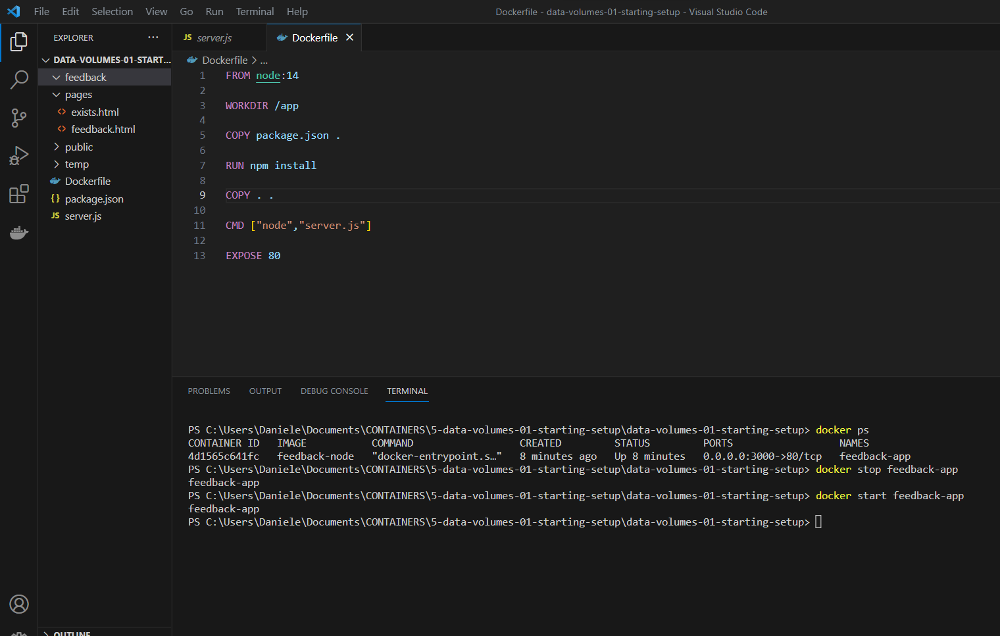 File Edit Selection View Go Run Terminal Help
Dockerfile - data-volumes-01-starting-setup - Visual Studio Code
EXPLORER ...
DATA-VOLUMES-01-START...
feedback
pages
<> exists.html
<> feedback.html
public
temp
Dockerfile
{} package.json
JS server.js
OUTLINE
JS server.js
Dockerfile
Dockerfile > ...
1 FROM node:14
2
3 WORKDIR /app
4
5 COPY package.json .
6
7 RUN npm install
8
9 COPY . .
10
11 CMD ["node","server.js"]
12
13 EXPOSE 80
PROBLEMS OUTPUT DEBUG CONSOLE TERMINAL
PS C:\Users\Daniele\Documents\CONTAINERS\5-data-volumes-01-starting-setup\data-volumes-01-starting-setup> docker ps
CONTAINER ID IMAGE COMMAND CREATED STATUS PORTS NAMES
4d1565c641fc feedback-node "docker-entrypoint.s…" 8 minutes ago Up 8 minutes 0.0.0.0:3000->80/tcp feedback-app
PS C:\Users\Daniele\Documents\CONTAINERS\5-data-volumes-01-starting-setup\data-volumes-01-starting-setup> docker stop feedback-app
feedback-app
PS C:\Users\Daniele\Documents\CONTAINERS\5-data-volumes-01-starting-setup\data-volumes-01-starting-setup> docker start feedback-app
feedback-app
PS C:\Users\Daniele\Documents\CONTAINERS\5-data-volumes-01-starting-setup\data-volumes-01-starting-setup>